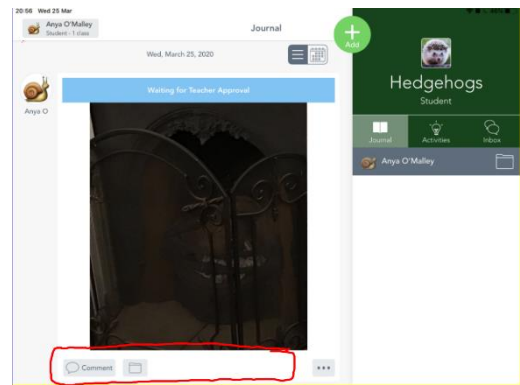 20:56 Wed 25 Mar
Anya O'Malley
Student - 1 class
Journal
Add
Wed, March 25, 2020
Hedgehogs
Student
Waiting for Teacher Approval
Anya O
Journal
Activities
Inbox
Anya O'Malley
Comment